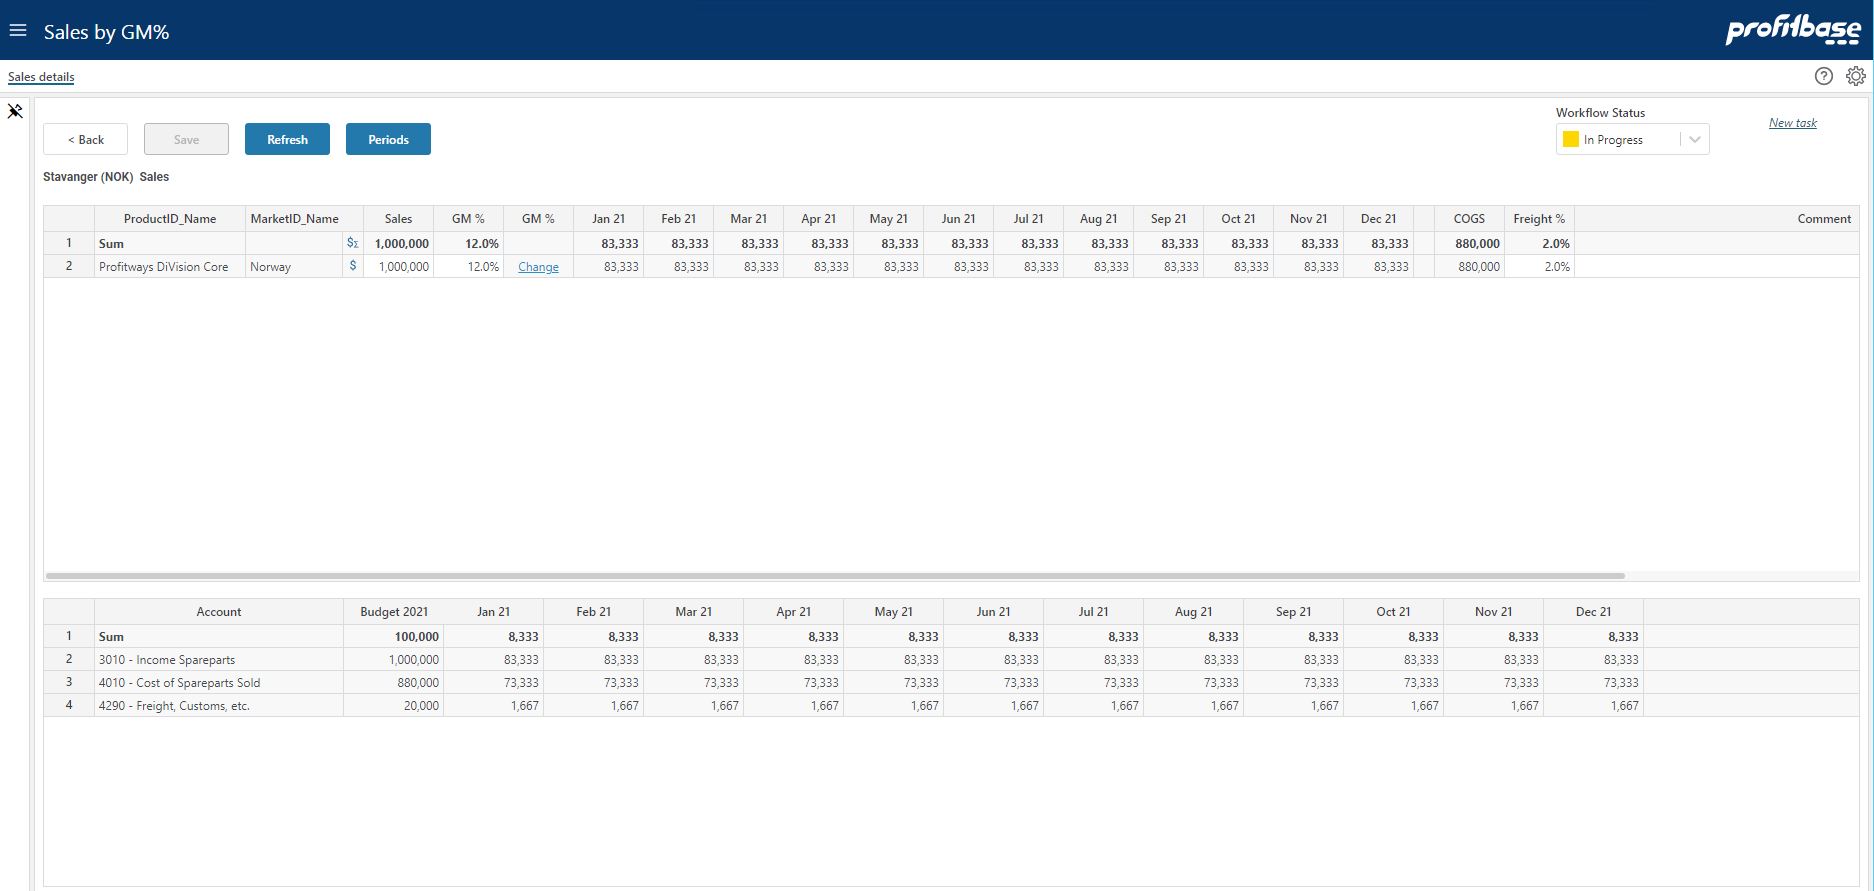 Sales by GM%
profitbase
Sales details
Workflow Status
< Back Save Refresh Periods In Progress New task
Stavanger (NOK) Sales
ProductID_Name MarketID_Name Sales GM % GM % Jan 21 Feb 21 Mar 21 Apr 21 May 21 Jun 21 Jul 21 Aug 21 Sep 21 Oct 21 Nov 21 Dec 21 COGS Freight % Comment
1 Sum $Σ 1,000,000 12.0% 83,333 83,333 83,333 83,333 83,333 83,333 83,333 83,333 83,333 83,333 83,333 83,333 880,000 2.0%
2 Profitways DiVision Core Norway $ 1,000,000 12.0% Change 83,333 83,333 83,333 83,333 83,333 83,333 83,333 83,333 83,333 83,333 83,333 83,333 880,000 2.0%
Account Budget 2021 Jan 21 Feb 21 Mar 21 Apr 21 May 21 Jun 21 Jul 21 Aug 21 Sep 21 Oct 21 Nov 21 Dec 21
1 Sum 100,000 8,333 8,333 8,333 8,333 8,333 8,333 8,333 8,333 8,333 8,333 8,333 8,333
2 3010 - Income Spareparts 1,000,000 83,333 83,333 83,333 83,333 83,333 83,333 83,333 83,333 83,333 83,333 83,333 83,333
3 4010 - Cost of Spareparts Sold 880,000 73,333 73,333 73,333 73,333 73,333 73,333 73,333 73,333 73,333 73,333 73,333 73,333
4 4290 - Freight, Customs, etc. 20,000 1,667 1,667 1,667 1,667 1,667 1,667 1,667 1,667 1,667 1,667 1,667 1,667